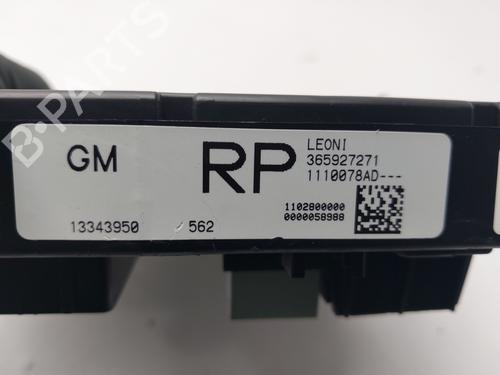 GM
RP
LEONI
365927271
1110078AD---
1102800000
0000058988
13343950
562
B-PARTS